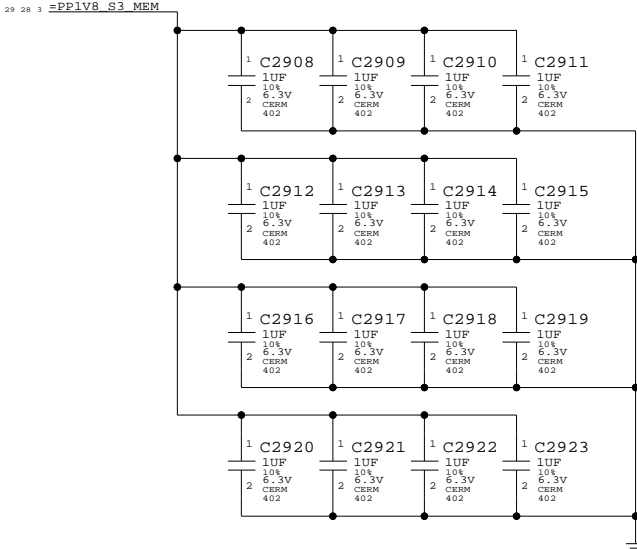 29 28 3 =PP1V8_S3_MEM
1 C2908 1 C2909 1 C2910 1 C2911
1UF 1UF 1UF 1UF
10% 10% 10% 10%
2 6.3V 2 6.3V 2 6.3V 2 6.3V
CERM CERM CERM CERM
402 402 402 402
1 C2912 1 C2913 1 C2914 1 C2915
1UF 1UF 1UF 1UF
10% 10% 10% 10%
2 6.3V 2 6.3V 2 6.3V 2 6.3V
CERM CERM CERM CERM
402 402 402 402
1 C2916 1 C2917 1 C2918 1 C2919
1UF 1UF 1UF 1UF
10% 10% 10% 10%
2 6.3V 2 6.3V 2 6.3V 2 6.3V
CERM CERM CERM CERM
402 402 402 402
1 C2920 1 C2921 1 C2922 1 C2923
1UF 1UF 1UF 1UF
10% 10% 10% 10%
2 6.3V 2 6.3V 2 6.3V 2 6.3V
CERM CERM CERM CERM
402 402 402 402